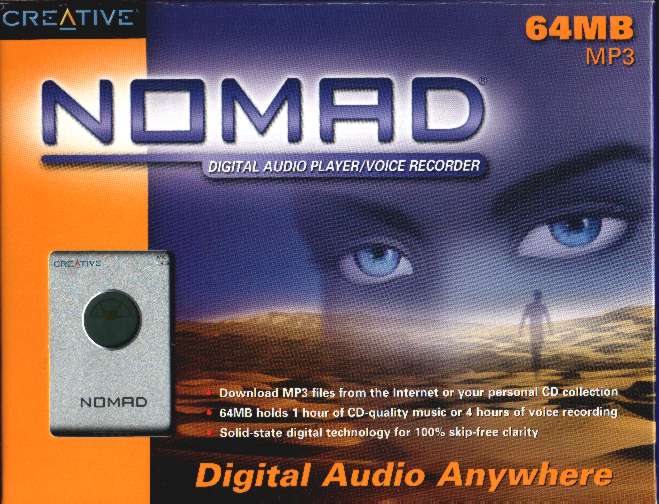 CREATIVE®
64MB
MP3
NOMAD®
DIGITAL AUDIO PLAYER/VOICE RECORDER
CREATIVE
NOMAD
• Download MP3 files from the Internet or your personal CD collection
• 64MB holds 1 hour of CD-quality music or 4 hours of voice recording
• Solid-state digital technology for 100% skip-free clarity
Digital Audio Anywhere